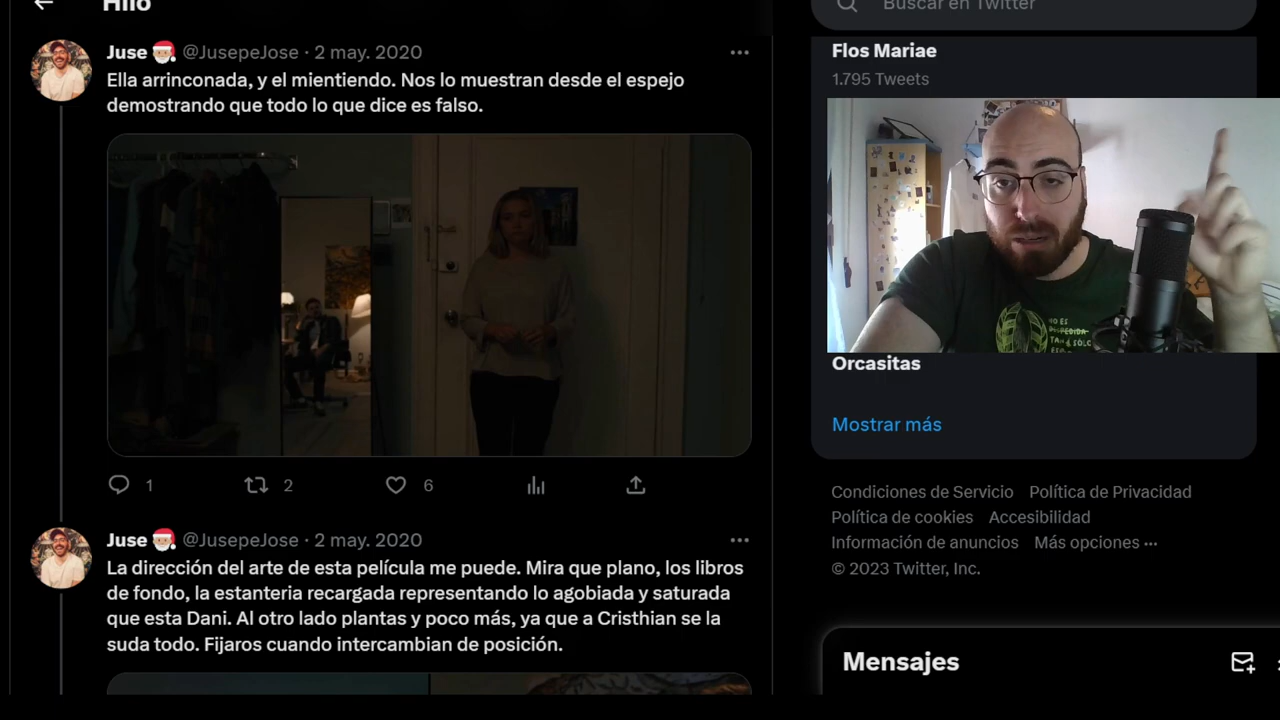 Hilo
Juse @JusepeJose · 2 may. 2020
Ella arrinconada, y el mientiendo. Nos lo muestran desde el espejo
demostrando que todo lo que dice es falso.
1 2 6
Juse @JusepeJose · 2 may. 2020
La dirección del arte de esta película me puede. Mira que plano, los libros
de fondo, la estanteria recargada representando lo agobiada y saturada
que esta Dani. Al otro lado plantas y poco más, ya que a Cristhian se la
suda todo. Fijaros cuando intercambian de posición.
Buscar en Twitter
Flos Mariae
1.795 Tweets
NO ES
DESPEDIDA
Orcasitas
Mostrar más
Condiciones de Servicio Política de Privacidad
Política de cookies Accesibilidad
Información de anuncios Más opciones ···
© 2023 Twitter, Inc.
Mensajes